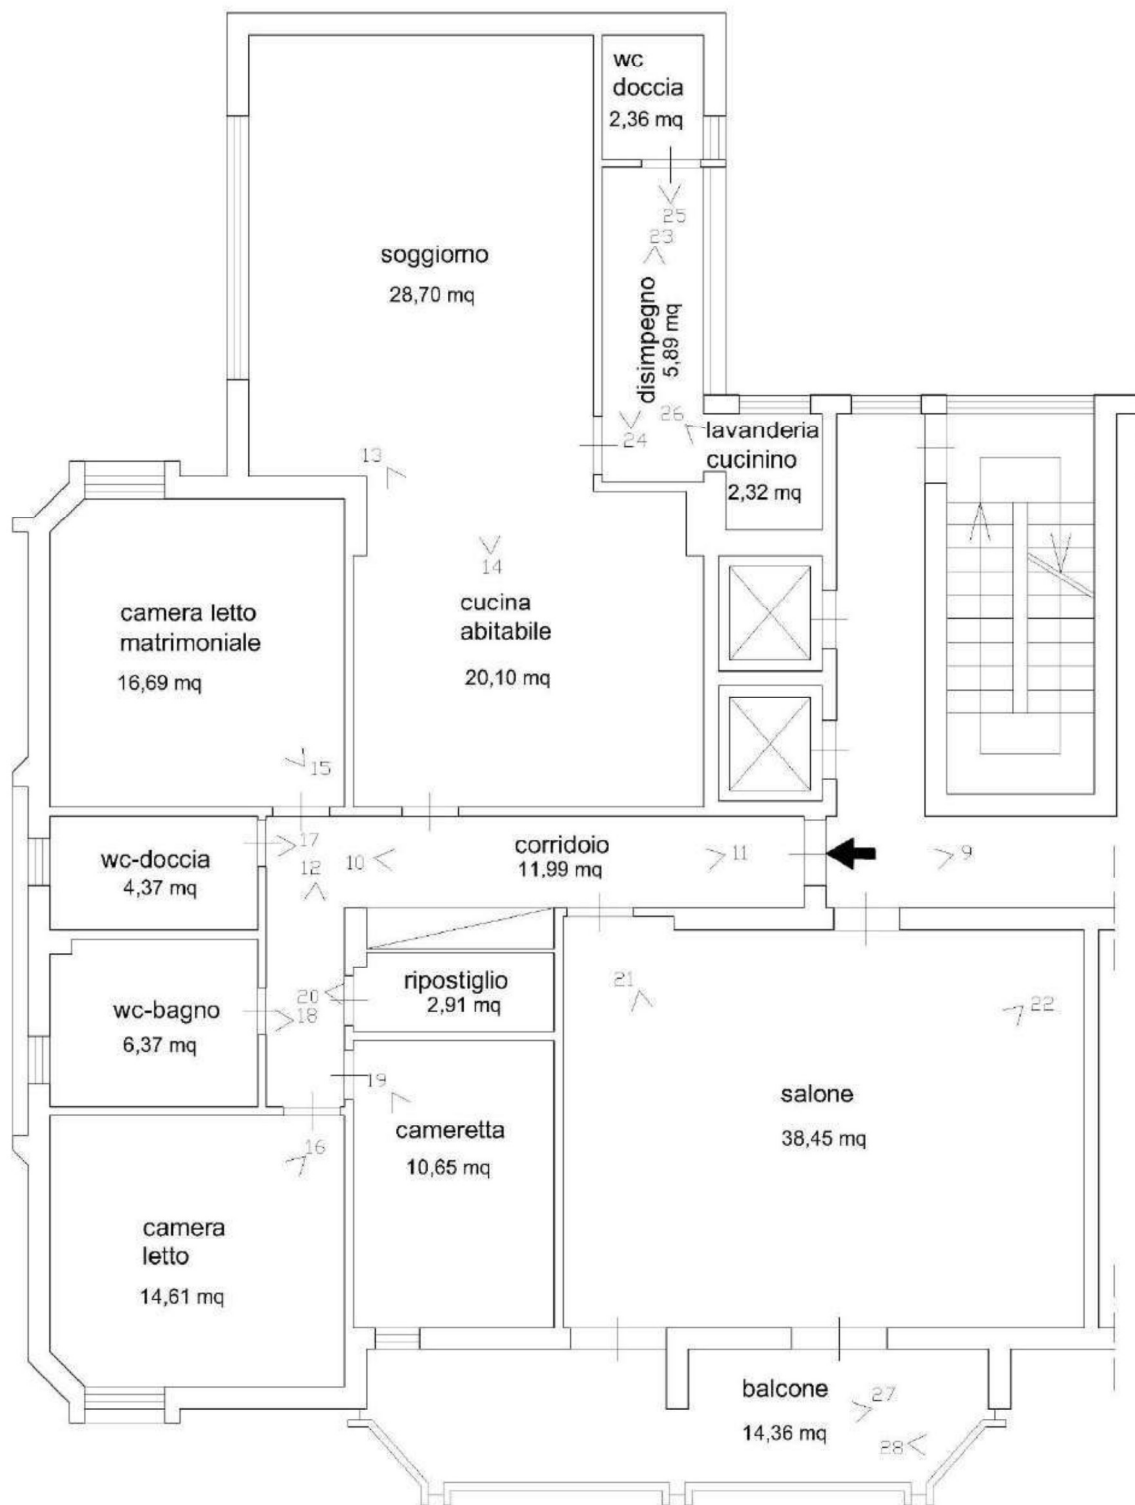 wc
doccia
2,36 mq
25
23
soggiorno
28,70 mq
disimpegno
5,89 mq
26
24
lavanderia
cucinino
2,32 mq
13
14
camera letto
matrimoniale
16,69 mq
cucina
abitabile
20,10 mq
15
17
wc-doccia
4,37 mq
12
10
corridoio
11,99 mq
11
9
ripostiglio
2,91 mq
20
18
wc-bagno
6,37 mq
21
22
19
cameretta
10,65 mq
salone
38,45 mq
16
camera
letto
14,61 mq
balcone
14,36 mq
27
28